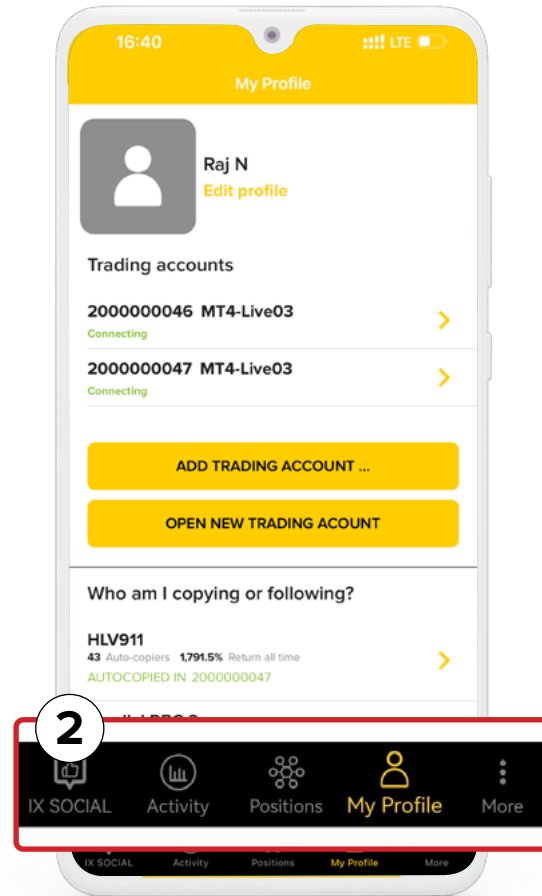 16:40
LTE
My Profile
Raj N
Edit profile
Trading accounts
2000000046 MT4-Live03
Connecting
2000000047 MT4-Live03
Connecting
ADD TRADING ACCOUNT ...
OPEN NEW TRADING ACOUNT
Who am I copying or following?
HLV911
43 Auto-copiers 1,791.5% Return all time
AUTOCOPIED IN 2000000047
2
IX SOCIAL Activity Positions My Profile More
IX SOCIAL Activity Positions My Profile More